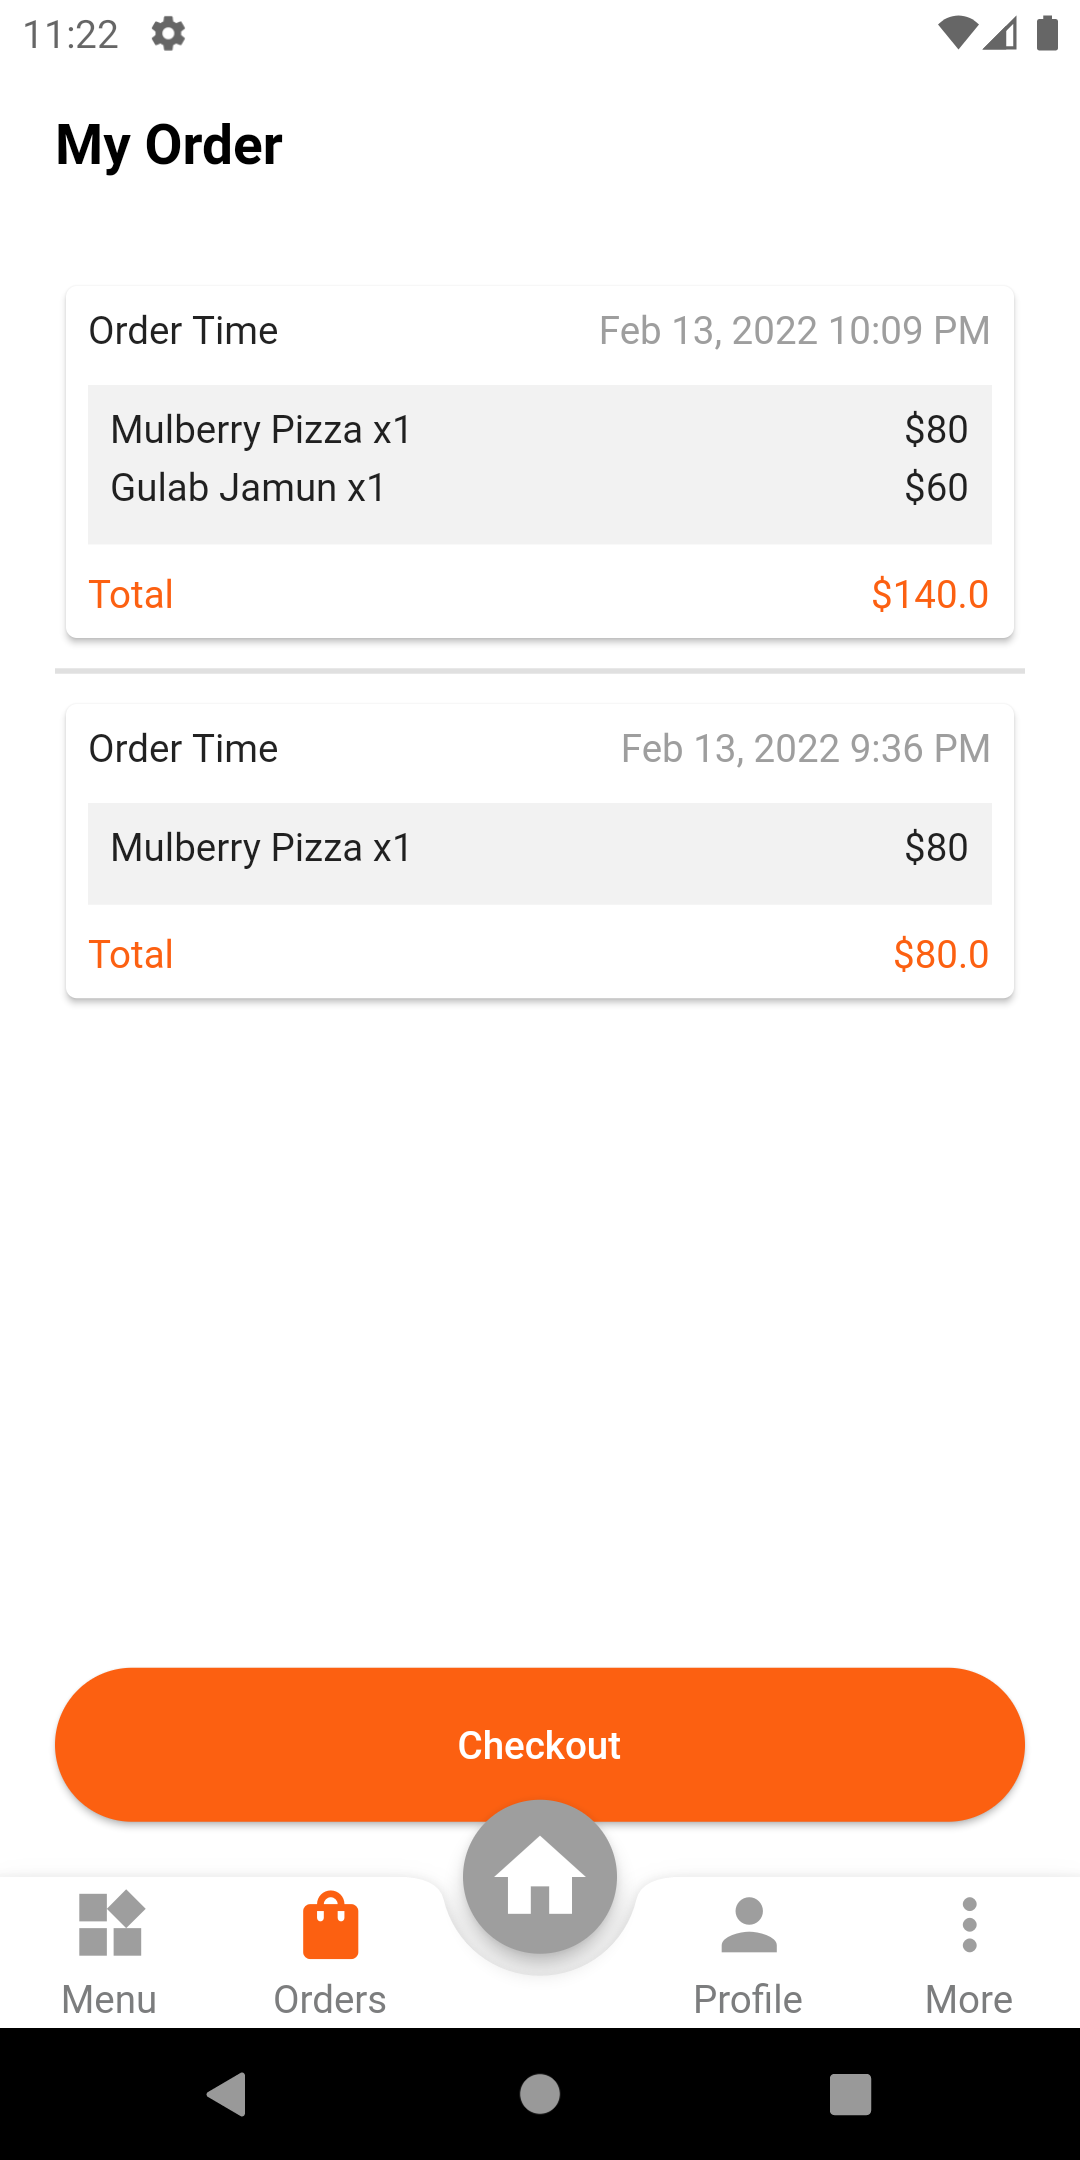 11:22
My Order
Order Time Feb 13, 2022 10:09 PM
Mulberry Pizza x1 $80
Gulab Jamun x1 $60
Total $140.0
Order Time Feb 13, 2022 9:36 PM
Mulberry Pizza x1 $80
Total $80.0
Checkout
Menu Orders Profile More